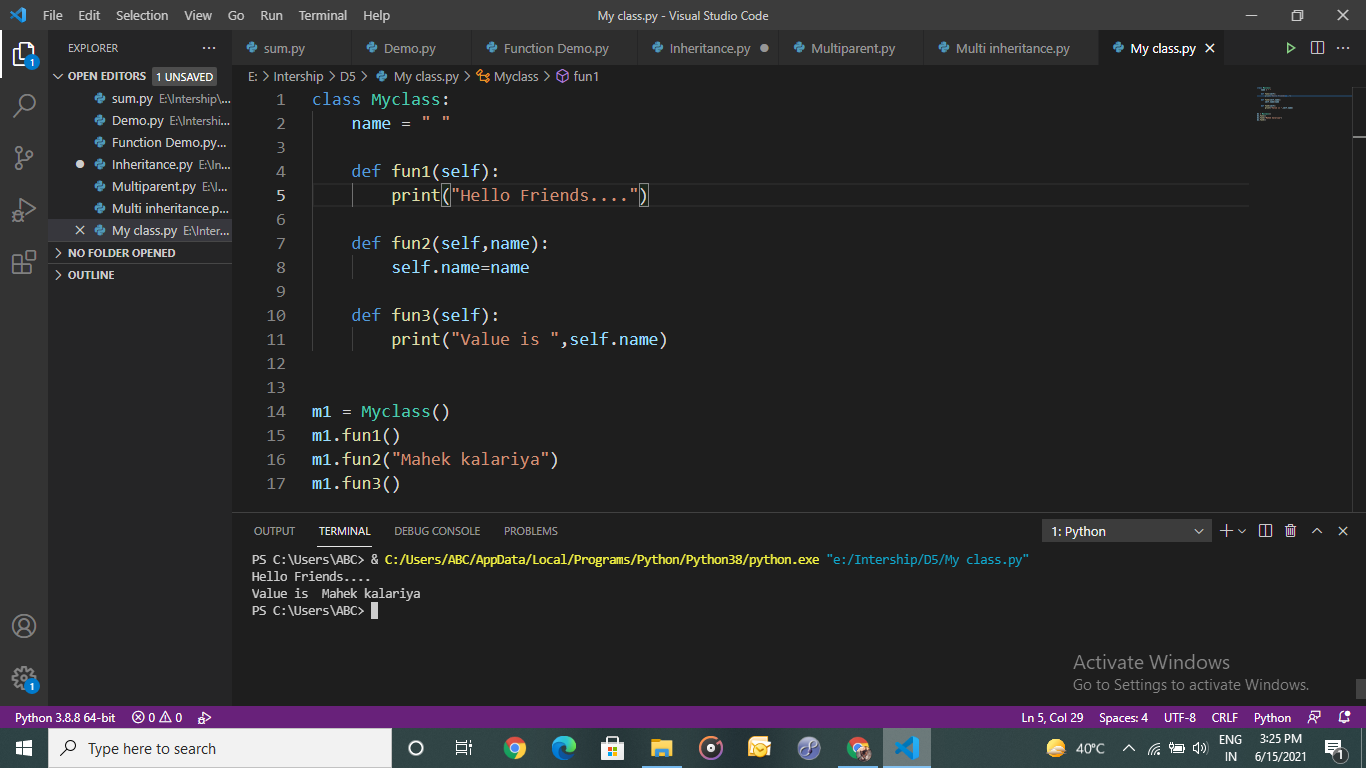 File Edit Selection View Go Run Terminal Help My class.py - Visual Studio Code
EXPLORER
sum.py Demo.py Function Demo.py Inheritance.py Multiparent.py Multi inheritance.py My class.py
OPEN EDITORS 1 UNSAVED
sum.py E:\Intership\...
Demo.py E:\Intershi...
Function Demo.py...
Inheritance.py E:\In...
Multiparent.py E:\I...
Multi inheritance.p...
My class.py E:\Inter...
NO FOLDER OPENED
OUTLINE
1
1
E: > Intership > D5 > My class.py > Myclass > fun1
1 class Myclass:
2 name = " "
3
4 def fun1(self):
5 print("Hello Friends....")
6
7 def fun2(self,name):
8 self.name=name
9
10 def fun3(self):
11 print("Value is ",self.name)
12
13
14 m1 = Myclass()
15 m1.fun1()
16 m1.fun2("Mahek kalariya")
17 m1.fun3()
OUTPUT TERMINAL DEBUG CONSOLE PROBLEMS 1: Python
PS C:\Users\ABC> & C:/Users/ABC/AppData/Local/Programs/Python/Python38/python.exe "e:/Intership/D5/My class.py"
Hello Friends....
Value is  Mahek kalariya
PS C:\Users\ABC>
Activate Windows
Go to Settings to activate Windows.
Python 3.8.8 64-bit 0 0 Ln 5, Col 29 Spaces: 4 UTF-8 CRLF Python
Type here to search 40°C ENG 3:25 PM
IN 6/15/2021 1